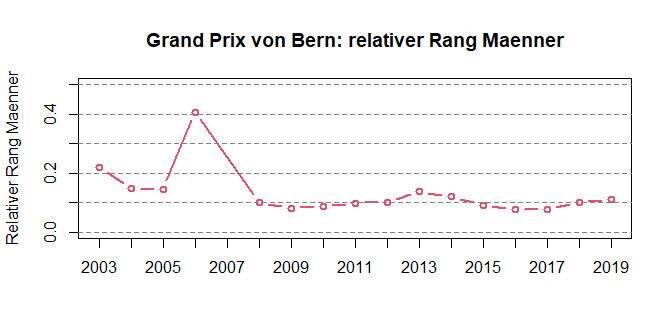 Grand Prix von Bern: relativer Rang Maenner
Relativer Rang Maenner
0.4
0.2
0.0
2003 2005 2007 2009 2011 2013 2015 2017 2019